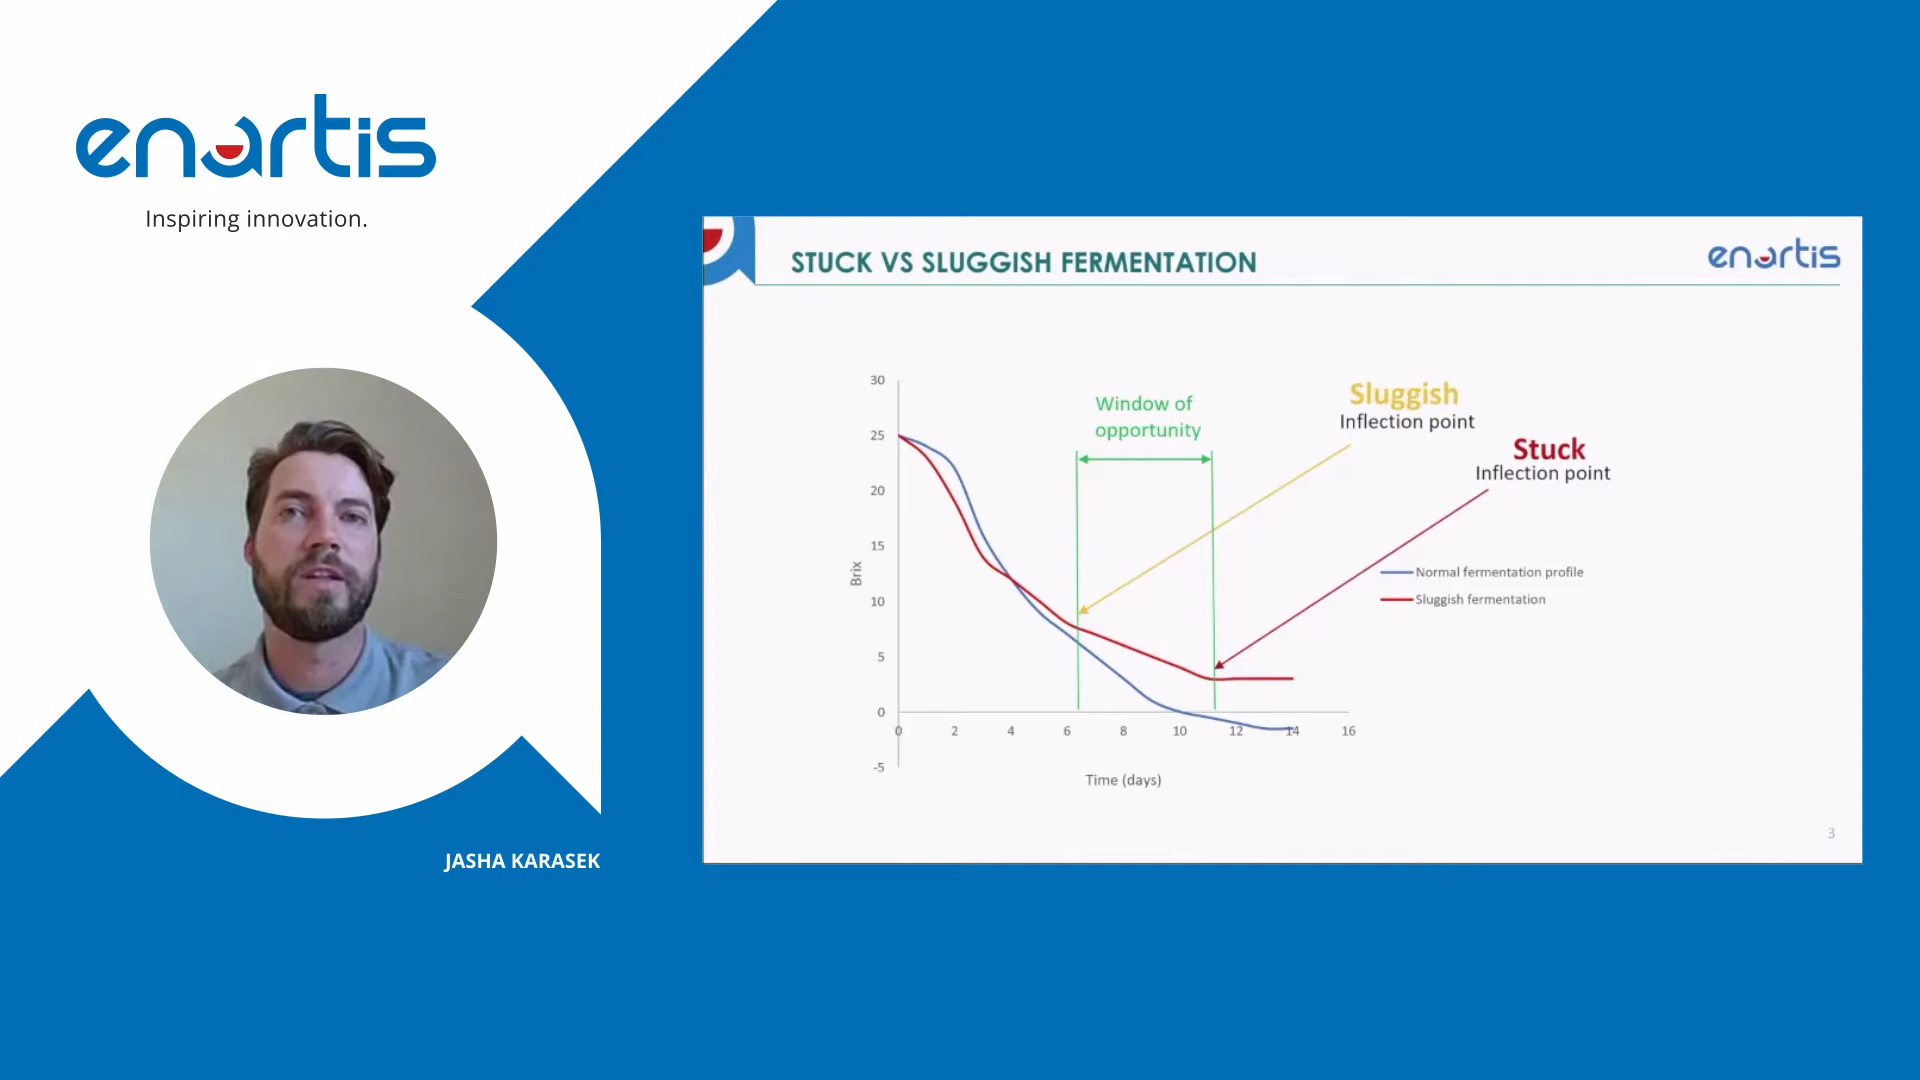 enartis
Inspiring innovation.
JASHA KARASEK
STUCK VS SLUGGISH FERMENTATION
enartis
Window of
opportunity
Sluggish
Inflection point
Stuck
Inflection point
Normal fermentation profile
Sluggish fermentation
30
25
20
15
10
5
0
-5
Brix
0 2 4 6 8 10 12 14 16
Time (days)
3